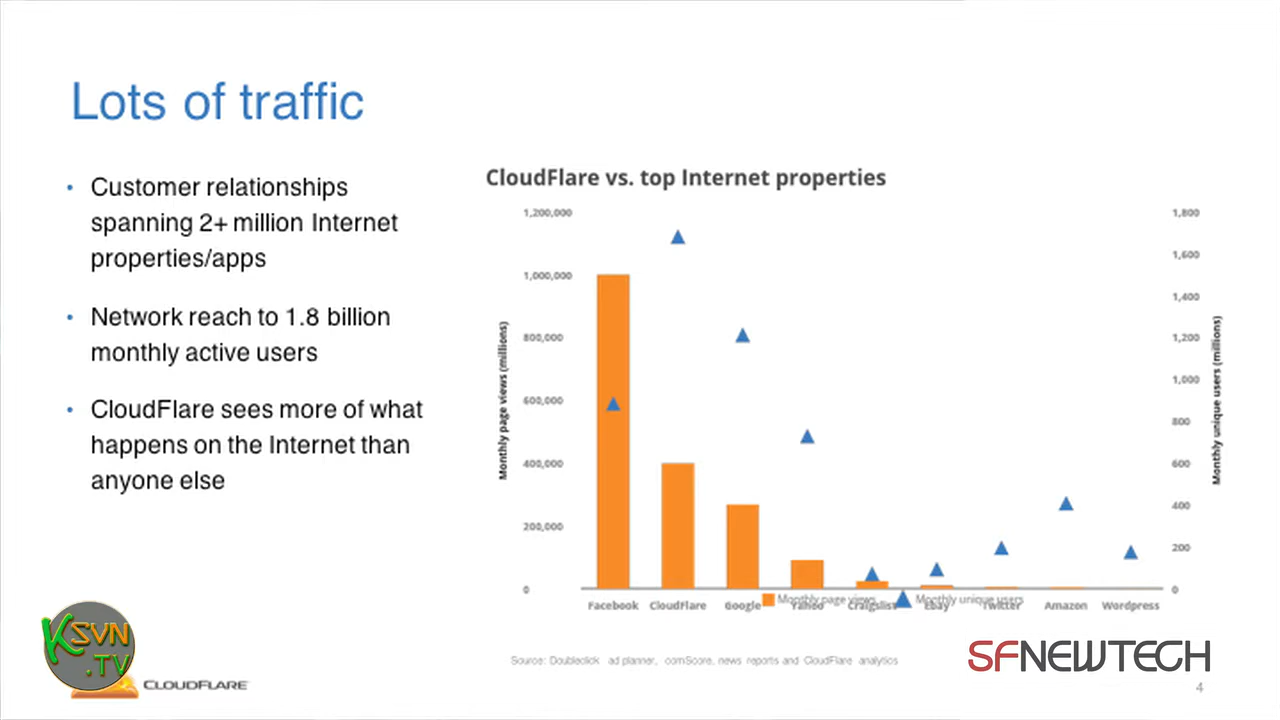 Lots of traffic
• Customer relationships
spanning 2+ million Internet
properties/apps
• Network reach to 1.8 billion
monthly active users
• CloudFlare sees more of what
happens on the Internet than
anyone else
CloudFlare vs. top Internet properties
1,200,000
1,000,000
800,000
600,000
400,000
200,000
0
Monthly page views (millions)
1,800
1,600
1,400
1,200
1,000
800
600
400
200
0
Monthly unique users (millions)
Facebook CloudFlare Google Yahoo Craigslist Ebay Twitter Amazon Wordpress
Monthly page views Monthly unique users
Source: Doubleclick ad planner, comScore, news reports and CloudFlare analytics
KSVN
.TV
CLOUDFLARE
SFNEWTECH
4